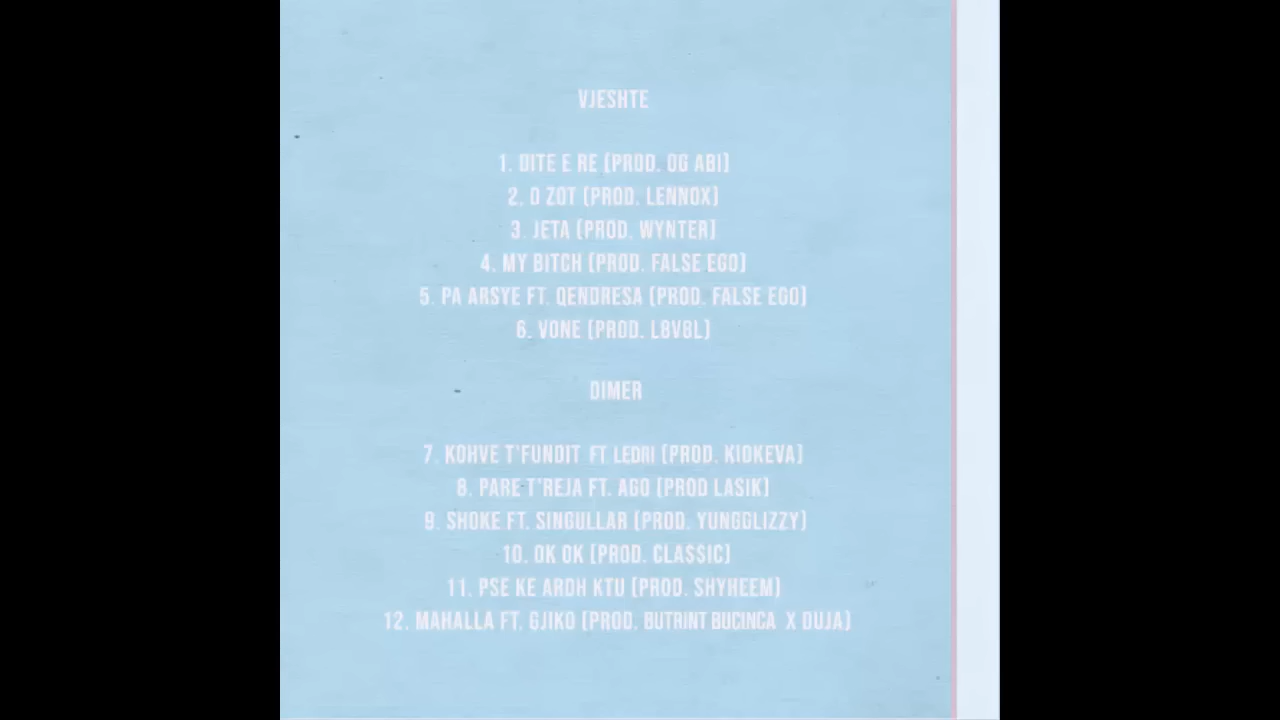 VJESHTE
1. DITE E RE (PROD. OG ABI)
2. O ZOT (PROD. LENNOX)
3. JETA (PROD. WYNTER)
4. MY BITCH (PROD. FALSE EGO)
5. PA ARSYE FT. QENDRESA (PROD. FALSE EGO)
6. VONE (PROD. L8VBL)
DIMER
7. KOHVE T'FUNDIT FT. LEDRI (PROD. KIDKEVA)
8. PARE T'REJA FT. AGO (PROD LASIK)
9. SHOKE FT. SINGULLAR (PROD. YUNGGLIZZY)
10. OK OK (PROD. CLASSIC)
11. PSE KE ARDH KTU (PROD. SHYHEEM)
12. MAHALLA FT. GJIKO (PROD. BUTRINT BUCINCA X DUJA)